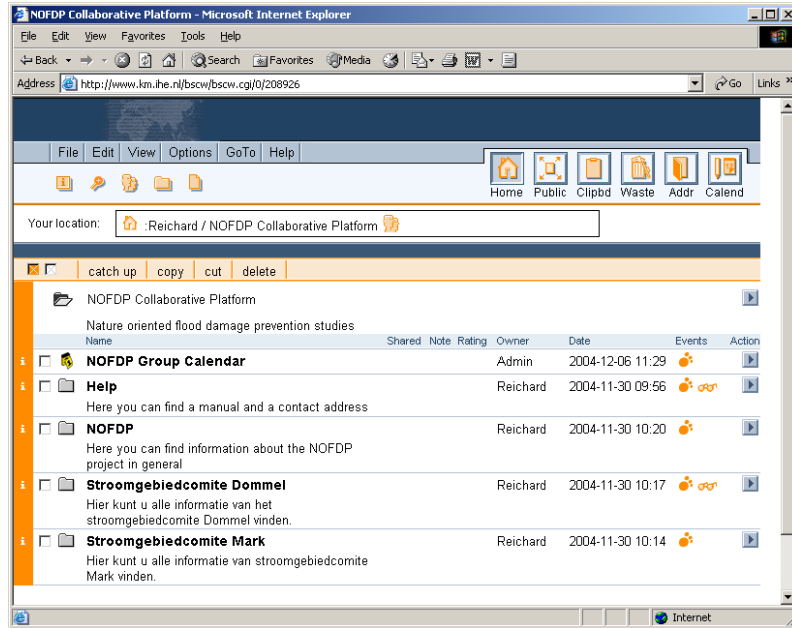 NOFDP Collaborative Platform - Microsoft Internet Explorer
File Edit View Favorites Tools Help
Back Search Favorites Media
Address http://www.km.ihe.nl/bscw/bscw.cgi/0/208926 Go Links »
File Edit View Options GoTo Help
Home Public Clipbd Waste Addr Calend
Your location: :Reichard / NOFDP Collaborative Platform
catch up copy cut delete
NOFDP Collaborative Platform
Nature oriented flood damage prevention studies
Name Shared Note Rating Owner Date Events Action
NOFDP Group Calendar Admin 2004-12-06 11:29
Help Reichard 2004-11-30 09:56
Here you can find a manual and a contact address
NOFDP Reichard 2004-11-30 10:20
Here you can find information about the NOFDP
project in general
Stroomgebiedcomite Dommel Reichard 2004-11-30 10:17
Hier kunt u alle informatie van het
stroomgebiedcomite Dommel vinden.
Stroomgebiedcomite Mark Reichard 2004-11-30 10:14
Hier kunt u alle informatie van stroomgebiedcomite
Mark vinden.
Internet